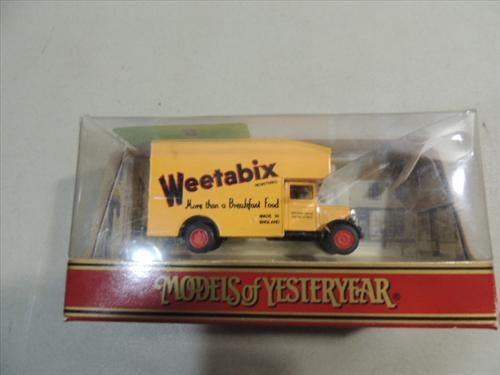 Weetabix
More than a Breakfast Food
MADE IN
ENGLAND
MODELS of YESTERYEAR®